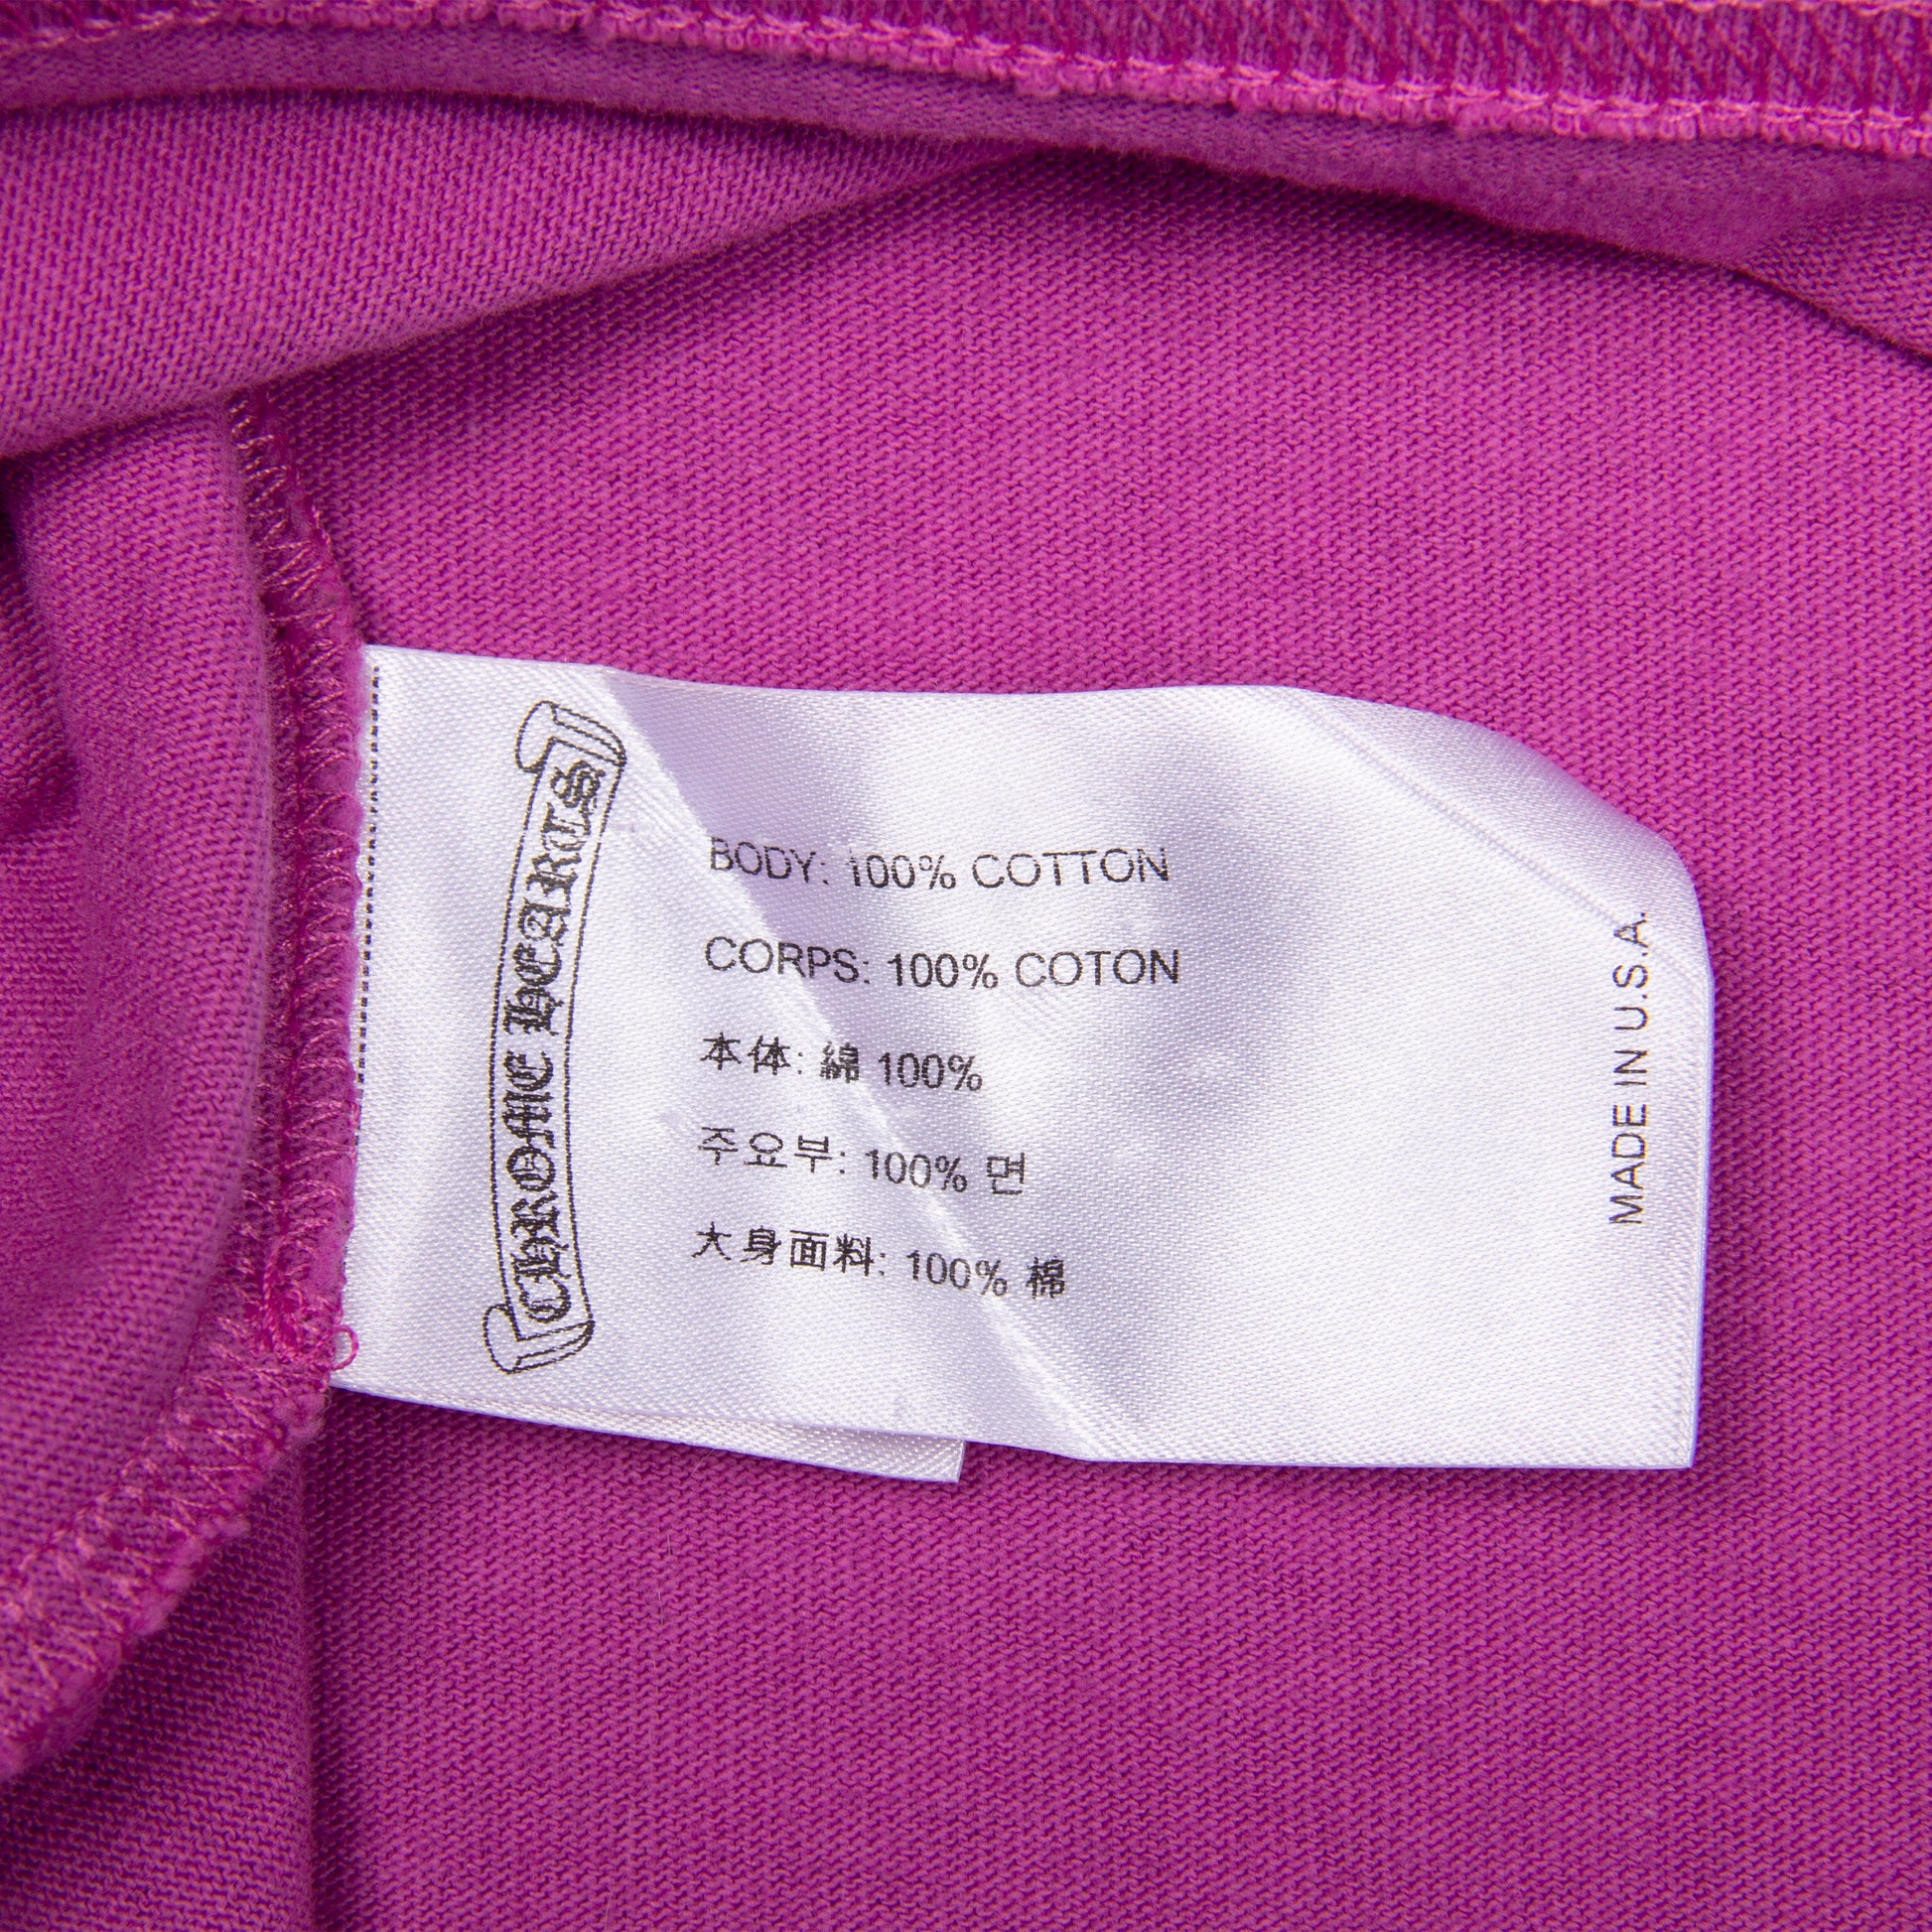 CHROME HEARTS
BODY: 100% COTTON
CORPS: 100% COTON
本体: 綿 100%
주요부: 100% 면
大身面料: 100% 棉
MADE IN U.S.A.